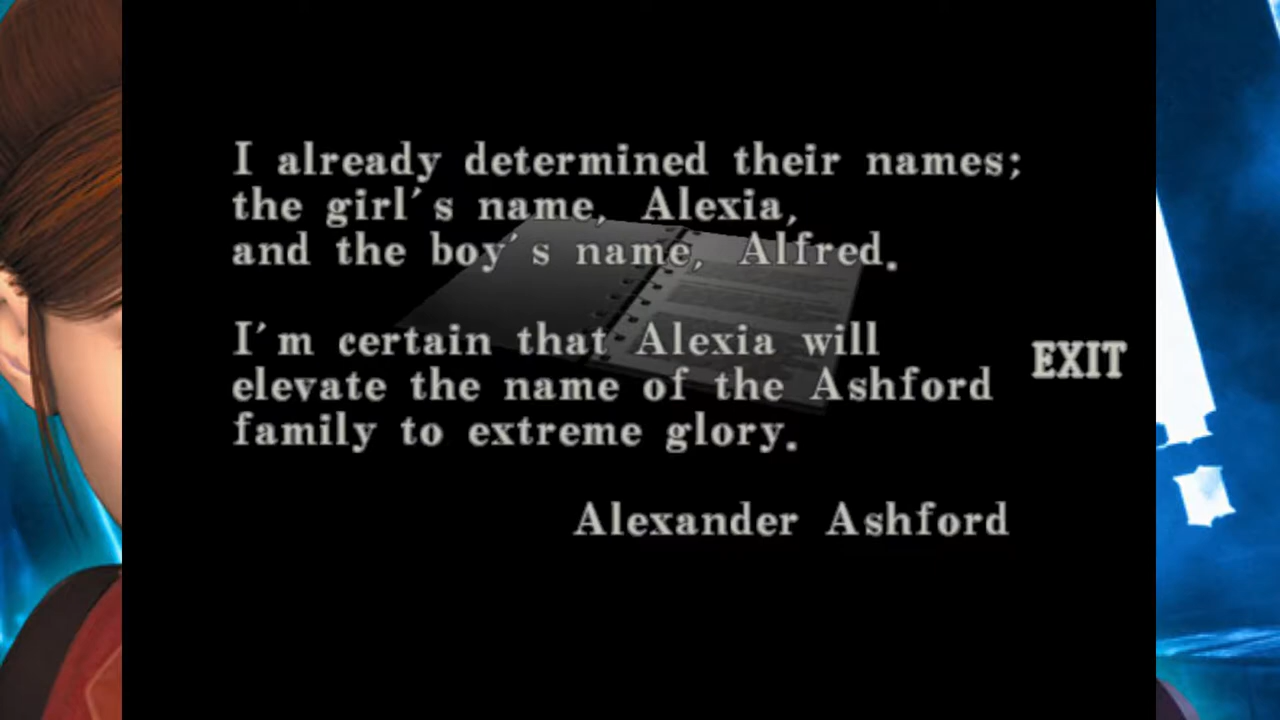 I already determined their names;
the girl's name, Alexia,
and the boy's name, Alfred.
I'm certain that Alexia will
elevate the name of the Ashford
family to extreme glory.
Alexander Ashford
EXIT